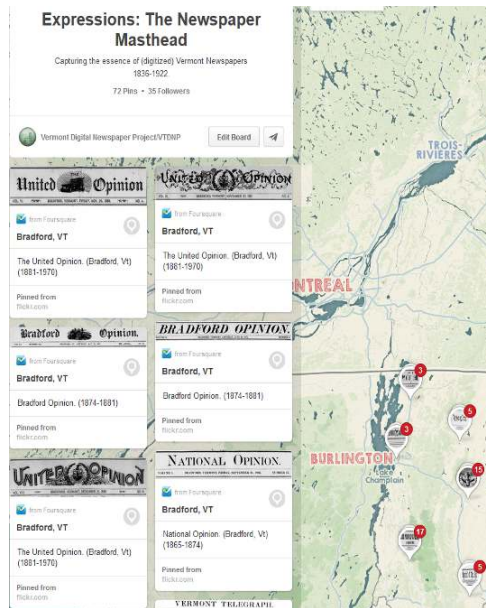 Expressions: The Newspaper
Masthead
Capturing the essence of (digitized) Vermont Newspapers
1836-1922
72 Pins • 35 Followers
Vermont Digital Newspaper Project/VTDNP
Edit Board
United Opinion
from Foursquare
Bradford, VT
The United Opinion. (Bradford, Vt)
(1881-1970)
Pinned from
flickr.com
UNITED OPINION
from Foursquare
Bradford, VT
The United Opinion. (Bradford, Vt)
(1881-1970)
Pinned from
flickr.com
Bradford Opinion.
from Foursquare
Bradford, VT
Bradford Opinion. (1874-1881)
Pinned from
flickr.com
BRADFORD OPINION.
from Foursquare
Bradford, VT
Bradford Opinion. (1874-1881)
Pinned from
flickr.com
UNITED OPINION
from Foursquare
Bradford, VT
The United Opinion. (Bradford, Vt)
(1881-1970)
Pinned from
flickr.com
NATIONAL OPINION.
from Foursquare
Bradford, VT
National Opinion. (Bradford, Vt)
(1865-1874)
Pinned from
flickr.com
VERMONT TELEGRAPH
TROIS-
RIVIÈRES
NTREAL
3
5
3
BURLINGTON
Lake
Champlain
15
17
5